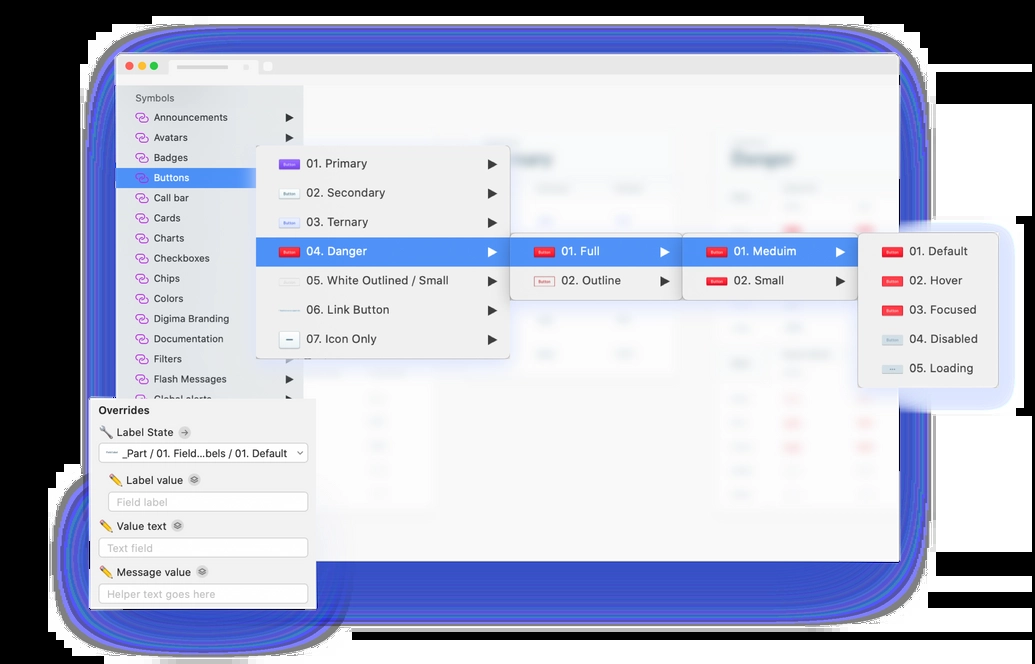 Symbols
Announcements
Avatars
Badges
Buttons
Call bar
Cards
Charts
Checkboxes
Chips
Colors
Digima Branding
Documentation
Filters
Flash Messages
01. Primary
02. Secondary
03. Ternary
04. Danger
05. White Outlined / Small
06. Link Button
07. Icon Only
01. Full
02. Outline
01. Meduim
02. Small
01. Default
02. Hover
03. Focused
04. Disabled
05. Loading
Danger
Overrides
Label State
_Part / 01. Field...bels / 01. Default
Label value
Field label
Value text
Text field
Message value
Helper text goes here